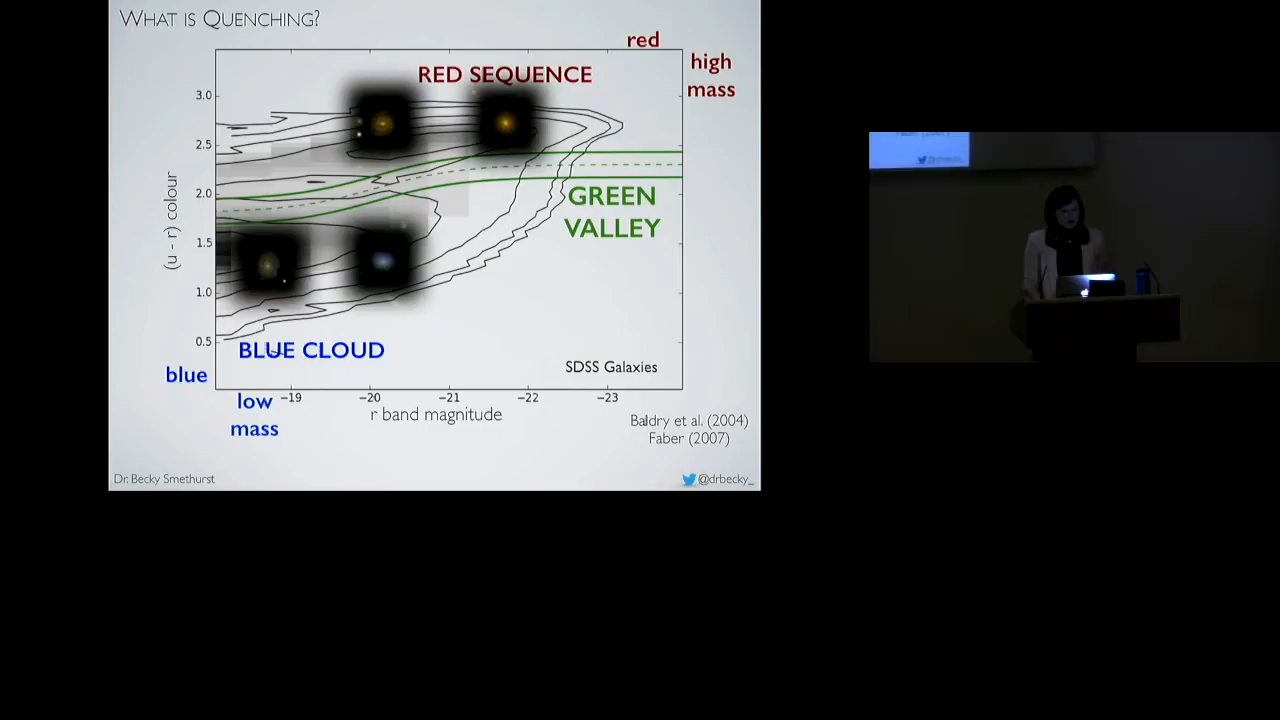 WHAT IS QUENCHING?
red
high
mass
RED SEQUENCE
3.0
2.5
2.0
1.5
1.0
0.5
(u - r) colour
GREEN
VALLEY
BLUE CLOUD
SDSS Galaxies
blue
low
mass
−19
−20
−21
−22
−23
r band magnitude
Baldry et al. (2004)
Faber (2007)
Dr. Becky Smethurst
@drbecky_